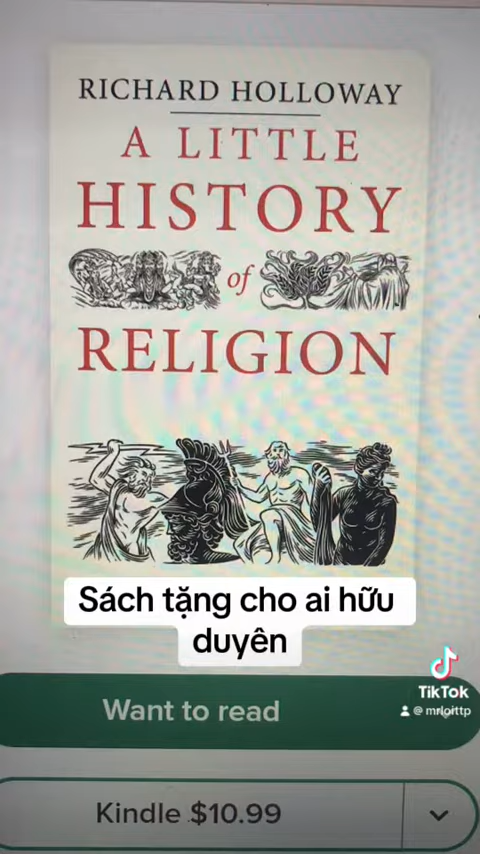 RICHARD HOLLOWAY
A LITTLE
HISTORY
of
RELIGION
Sách tặng cho ai hữu
duyên
Want to read
TikTok
Kindle $10.99